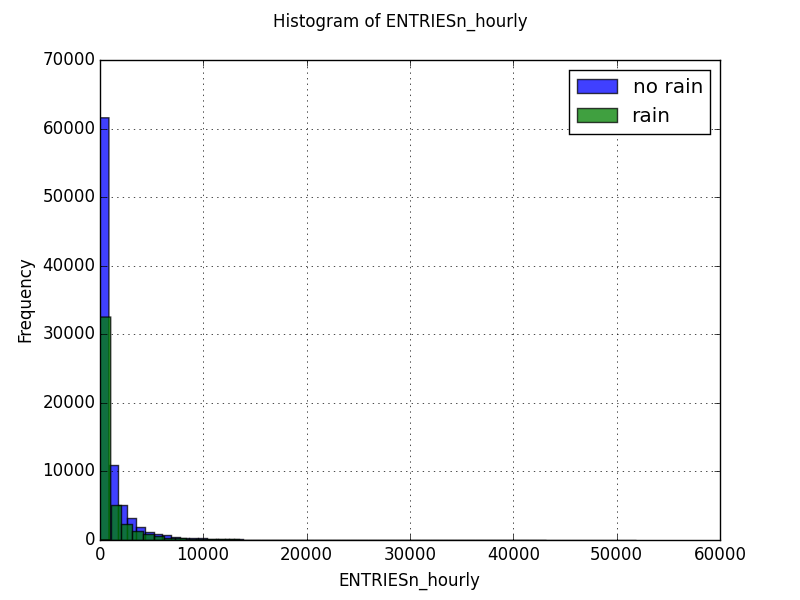 Histogram of ENTRIESn_hourly
70000
60000
50000
40000
30000
20000
10000
0
Frequency
no rain
rain
0 10000 20000 30000 40000 50000 60000
ENTRIESn_hourly